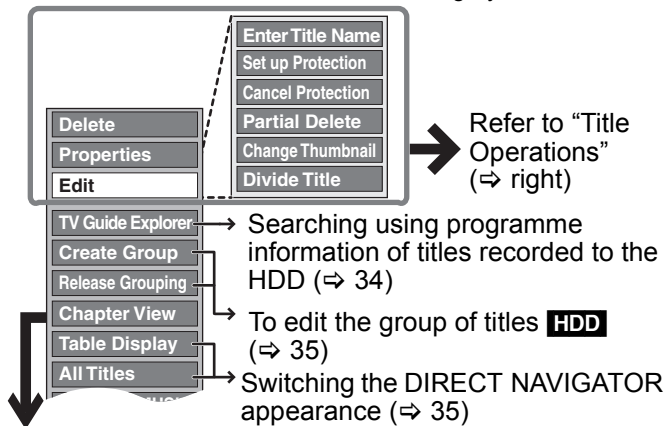 Enter Title Name
Set up Protection
Cancel Protection
Partial Delete
Change Thumbnail
Divide Title
Delete
Properties
Edit
Refer to “Title
Operations”
(⇨ right)
TV Guide Explorer
Create Group
Release Grouping
Chapter View
Table Display
All Titles
Searching using programme
information of titles recorded to the
HDD (⇨ 34)
To edit the group of titles HDD
(⇨ 35)
Switching the DIRECT NAVIGATOR
appearance (⇨ 35)